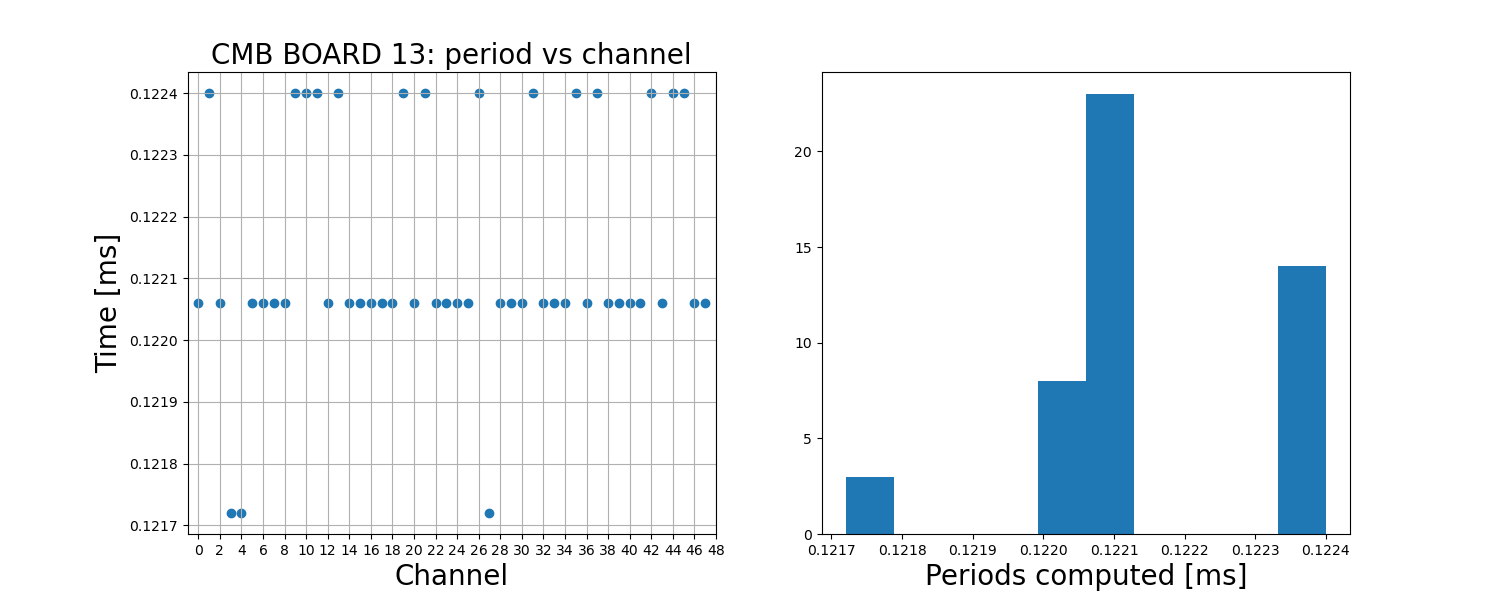 CMB BOARD 13: period vs channel
Time [ms]
0.1224
0.1223
0.1222
0.1221
0.1220
0.1219
0.1218
0.1217
0 2 4 6 8 10 12 14 16 18 20 22 24 26 28 30 32 34 36 38 40 42 44 46 48
Channel
20
15
10
5
0
0.1217 0.1218 0.1219 0.1220 0.1221 0.1222 0.1223 0.1224
Periods computed [ms]